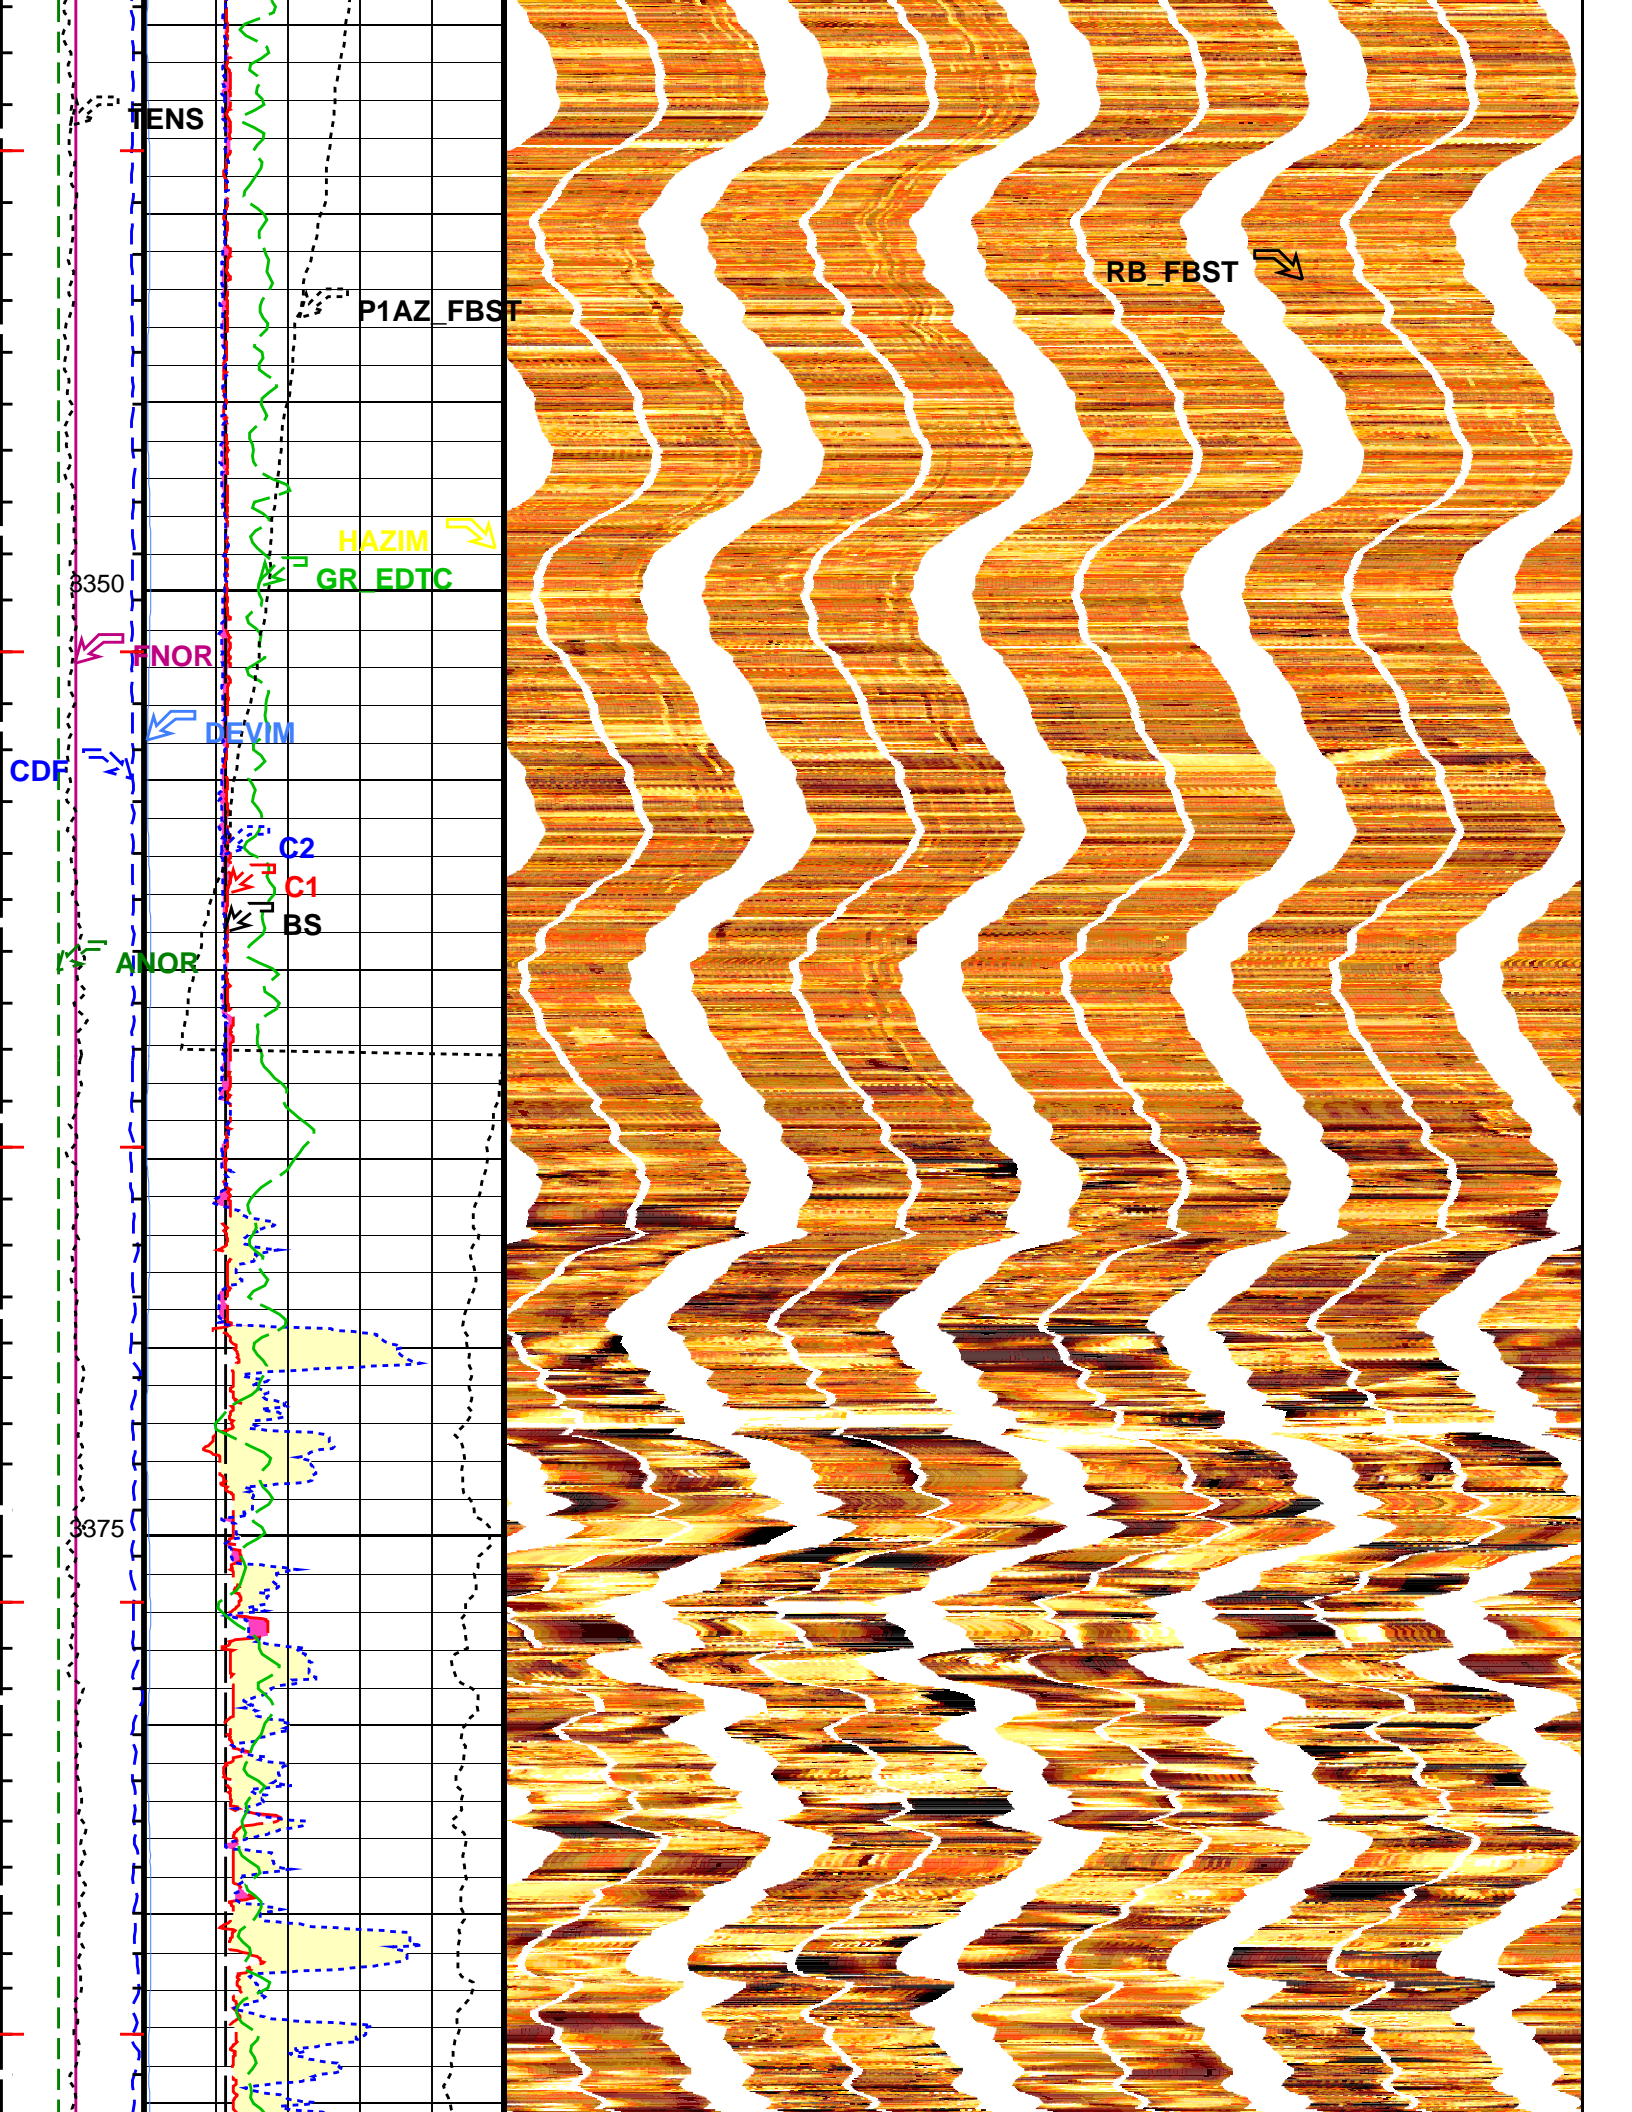 TENS
RB_FBST
P1AZ_FBST
HAZIM
GR_EDTC
3350
FNOR
DEVIM
CDF
C2
C1
BS
ANOR
3375